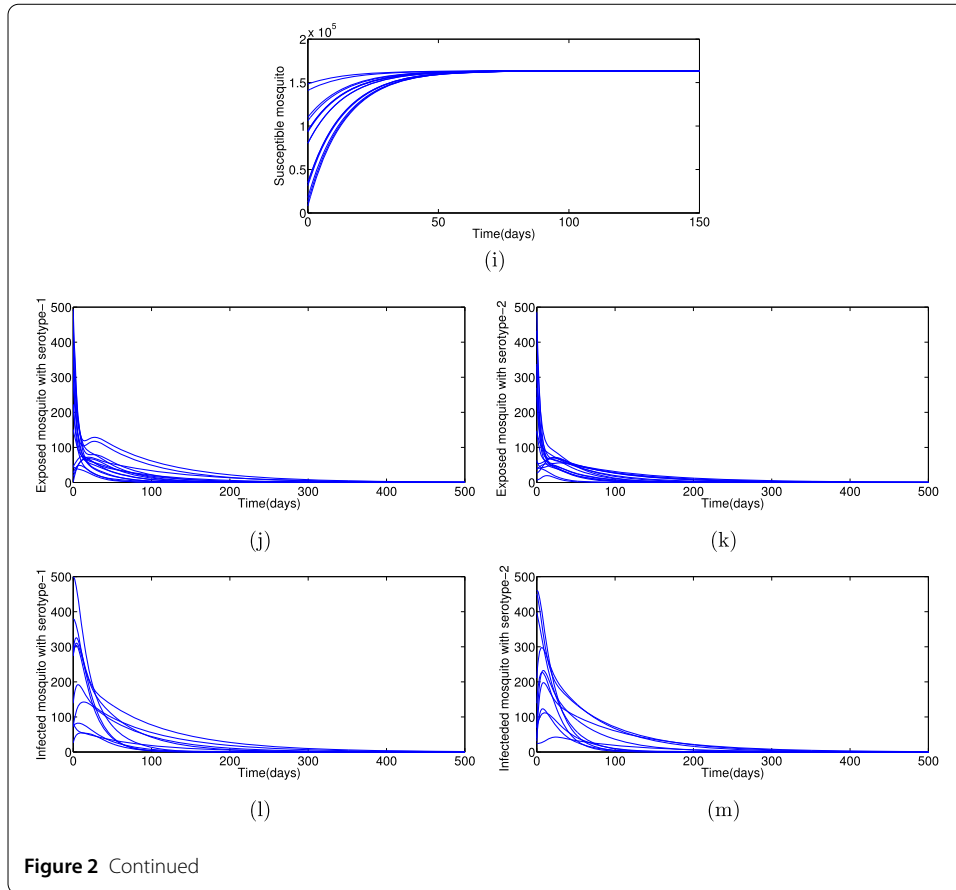 x 10^5
2
1.5
1
0.5
0
Susceptible mosquito
0 50 100 150
Time(days)
(i)
500
400
300
200
100
0
Exposed mosquito with serotype-1
0 100 200 300 400 500
Time(days)
(j)
500
400
300
200
100
0
Exposed mosquito with serotype-2
0 100 200 300 400 500
Time(days)
(k)
500
400
300
200
100
0
Infected mosquito with serotype-1
0 100 200 300 400 500
Time(days)
(l)
500
400
300
200
100
0
Infecteded mosquito with serotype-2
0 100 200 300 400 500
Time(days)
(m)
Figure 2 Continued